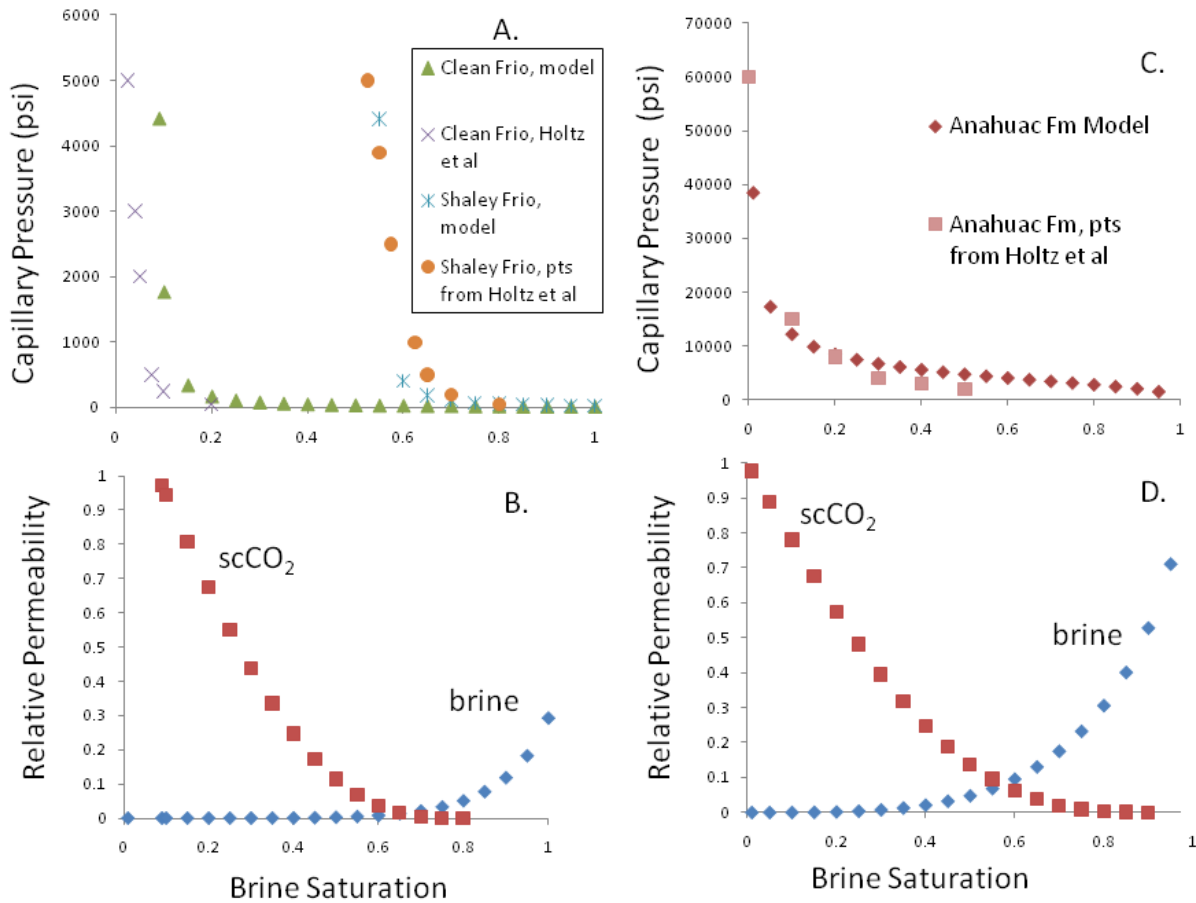 A.
Capillary Pressure (psi)
6000
5000
4000
3000
2000
1000
0
0 0.2 0.4 0.6 0.8 1
Clean Frio, model
Clean Frio, Holtz
et al
Shaley Frio,
model
Shaley Frio, pts
from Holtz et al
C.
Capillary Pressure (psi)
70000
60000
50000
40000
30000
20000
10000
0
0 0.2 0.4 0.6 0.8 1
Anahuac Fm Model
Anahuac Fm, pts
from Holtz et al
B.
Relative Permeability
1
0.9
0.8
0.7
0.6
0.5
0.4
0.3
0.2
0.1
0
0 0.2 0.4 0.6 0.8 1
scCO₂
brine
Brine Saturation
D.
Relative Permeability
1
0.9
0.8
0.7
0.6
0.5
0.4
0.3
0.2
0.1
0
0 0.2 0.4 0.6 0.8 1
scCO₂
brine
Brine Saturation